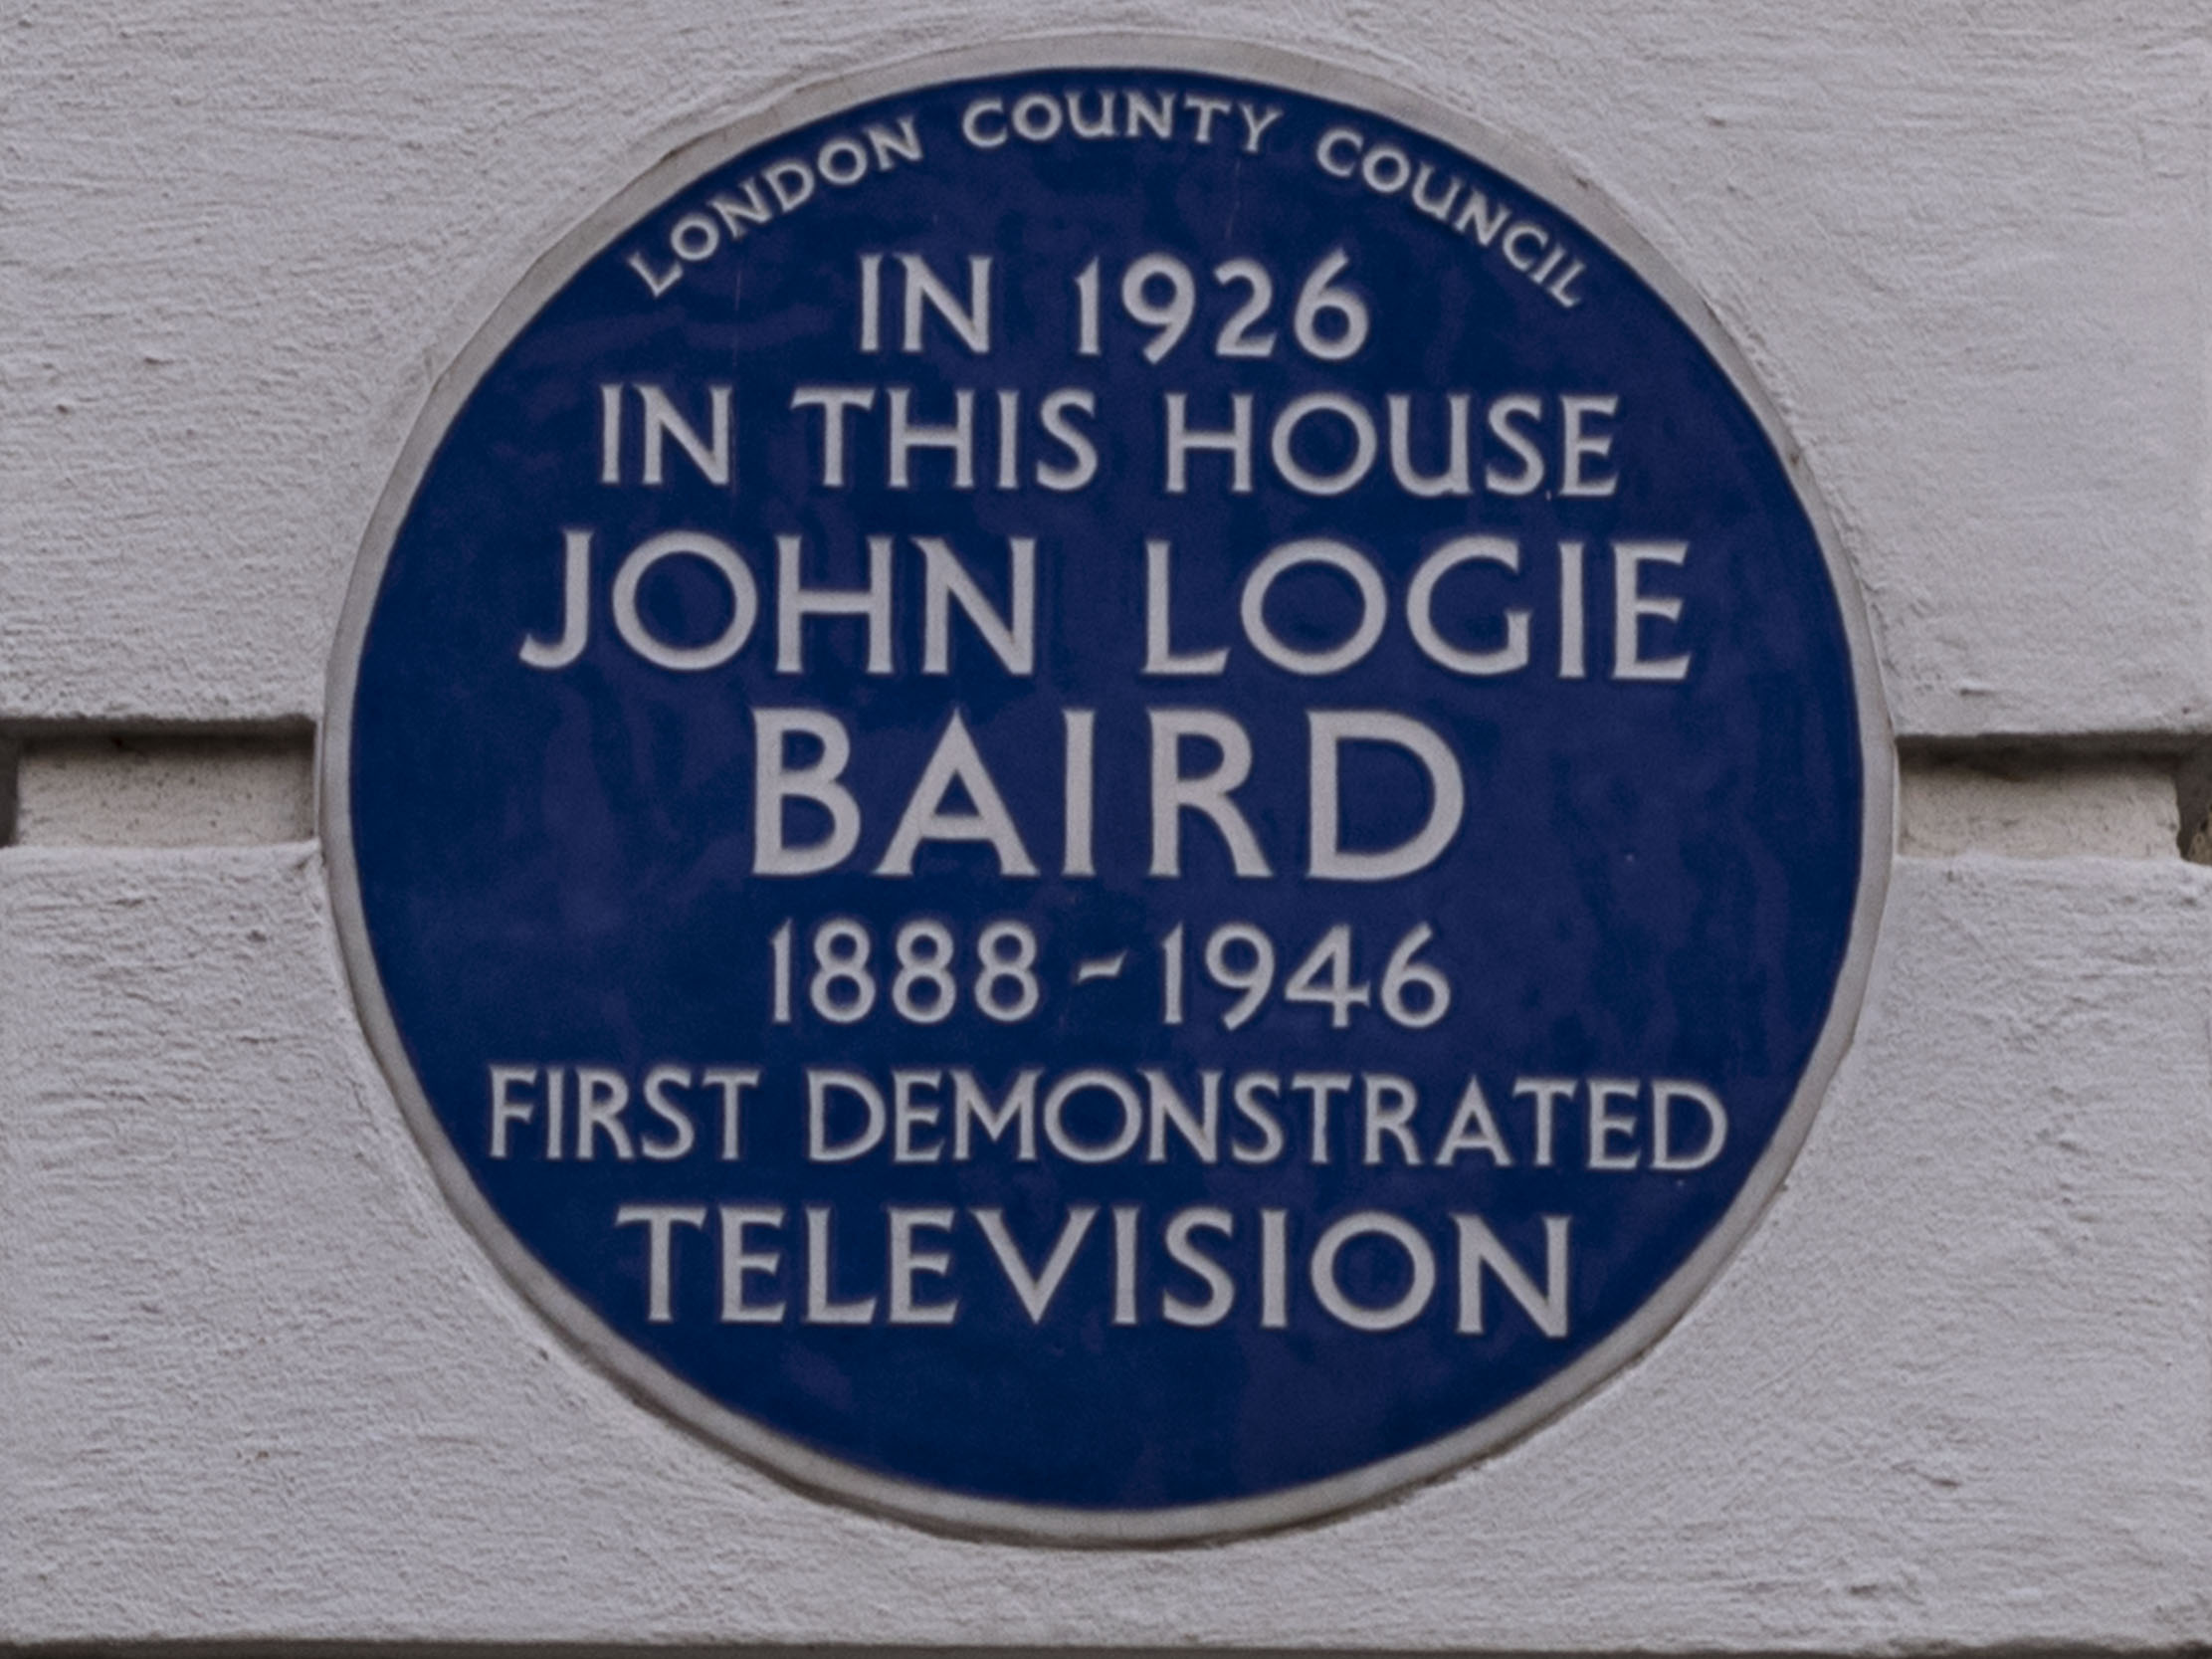 LONDON COUNTY COUNCIL
IN 1926
IN THIS HOUSE
JOHN LOGIE
BAIRD
1888-1946
FIRST DEMONSTRATED
TELEVISION